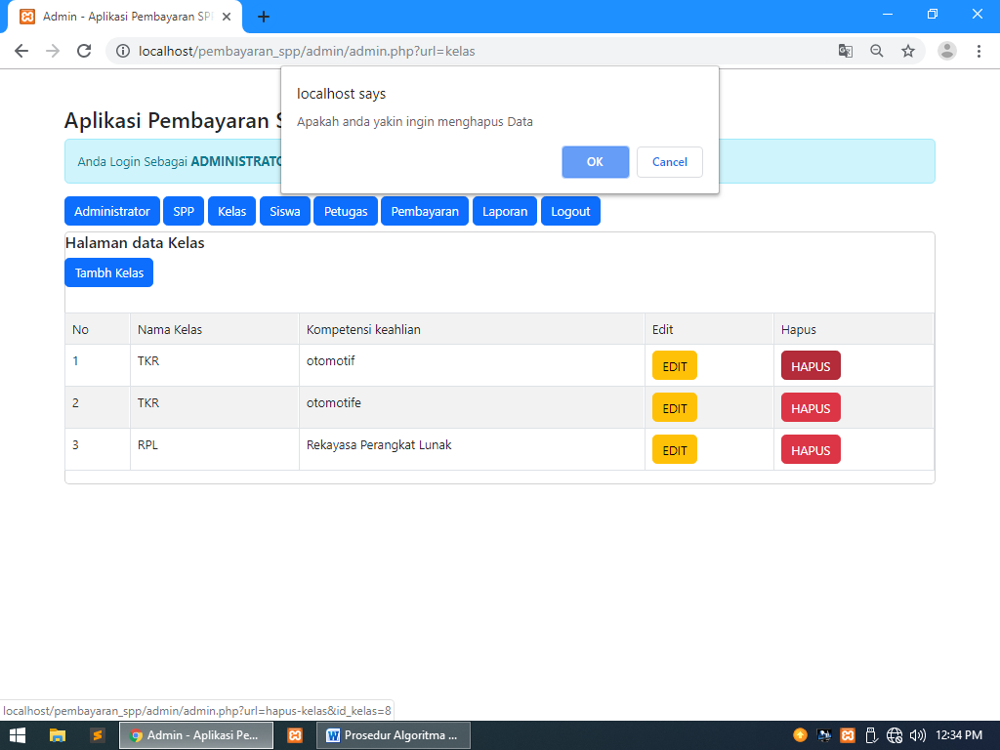 Admin - Aplikasi Pembayaran SP
localhost/pembayaran_spp/admin/admin.php?url=kelas
localhost says
Apakah anda yakin ingin menghapus Data
OK Cancel
Aplikasi Pembayaran
Anda Login Sebagai ADMINISTRATO
Administrator SPP Kelas Siswa Petugas Pembayaran Laporan Logout
Halaman data Kelas
Tambh Kelas
No Nama Kelas Kompetensi keahlian Edit Hapus
1 TKR otomotif EDIT HAPUS
2 TKR otomotife EDIT HAPUS
3 RPL Rekayasa Perangkat Lunak EDIT HAPUS
localhost/pembayaran_spp/admin/admin.php?url=hapus-kelas&id_kelas=8
Admin - Aplikasi Pe... Prosedur Algoritma ... 12:34 PM